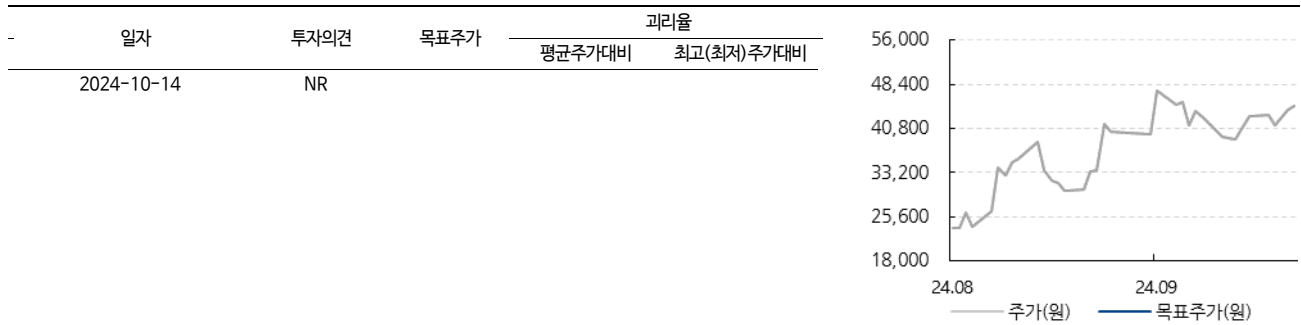 일자 투자의견 목표주가 괴리율
평균주가대비 최고(최저)주가대비
2024-10-14 NR
56,000
48,400
40,800
33,200
25,600
18,000
24.08 24.09
주가(원) 목표주가(원)